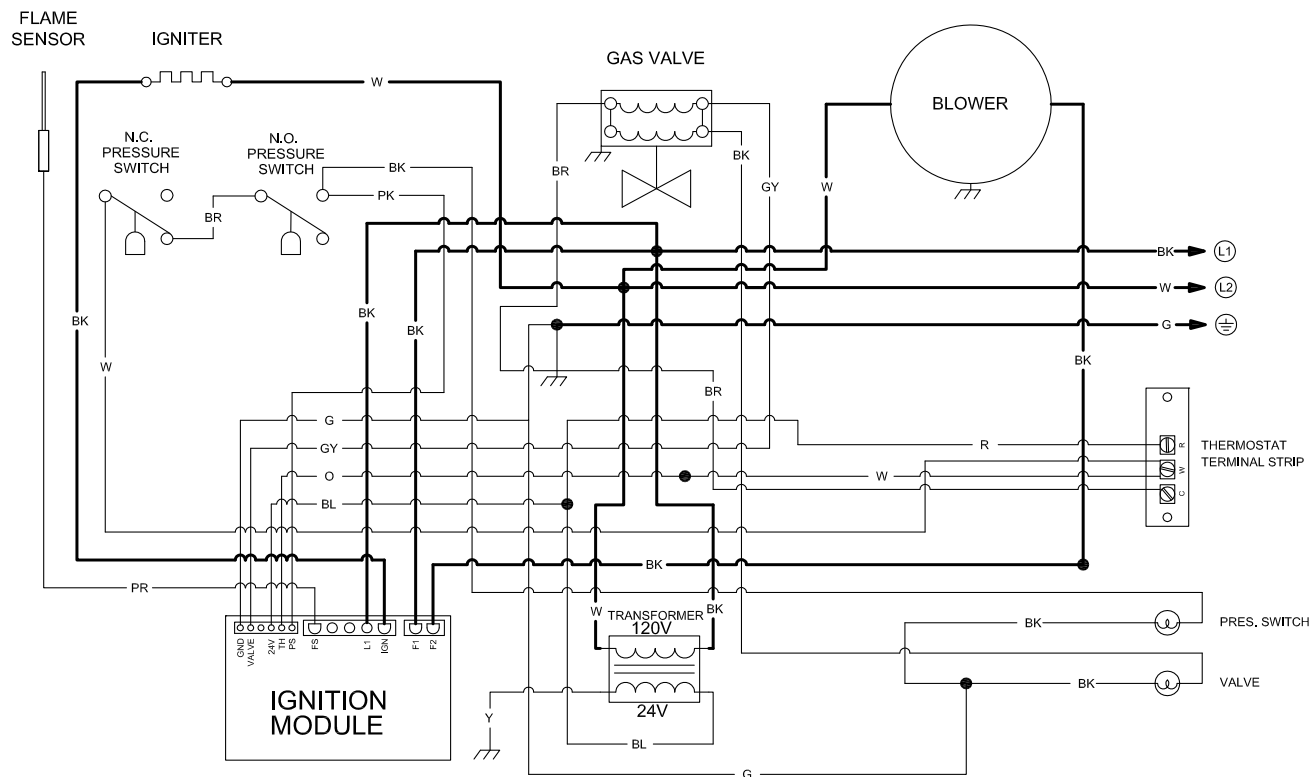 FLAME
SENSOR
IGNITER
GAS VALVE
BLOWER
W
N.C.
PRESSURE
SWITCH
N.O.
PRESSURE
SWITCH
BK
PK
BR
BK
GY
W
BR
BK
L1
W
L2
G
BK
BK
BK
BK
W
BR
G
GY
O
BL
R
W
R
W
C
THERMOSTAT
TERMINAL STRIP
BK
PR
W
BK
TRANSFORMER
120V
24V
Y
BL
G
BK
PRES. SWITCH
BK
VALVE
GND
VALVE
24V
TH
PS
FS
L1
IGN
F1
F2
IGNITION
MODULE